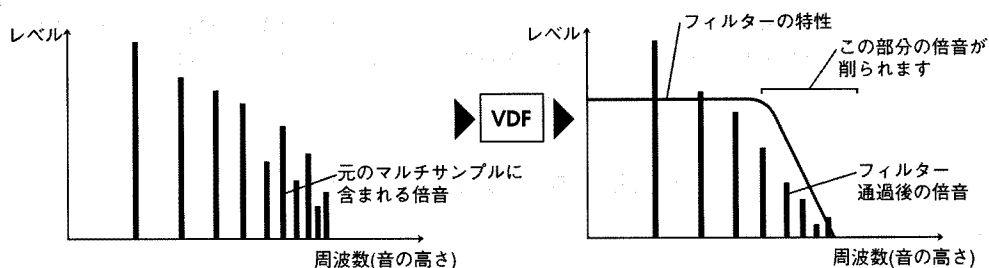 レベル
元のマルチサンプルに
含まれる倍音
周波数(音の高さ)
VDF
レベル
フィルターの特性
この部分の倍音が
削られます
フィルター
通過後の倍音
周波数(音の高さ)